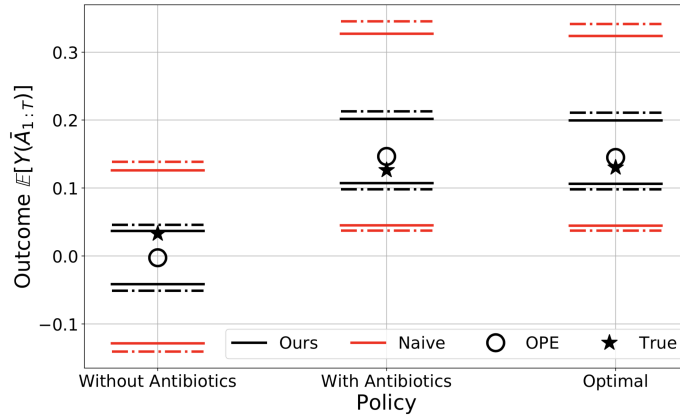 Outcome 𝔼[Y(Ā₁:T)]
0.3
0.2
0.1
0.0
−0.1
Ours Naive OPE True
Without Antibiotics With Antibiotics Optimal
Policy